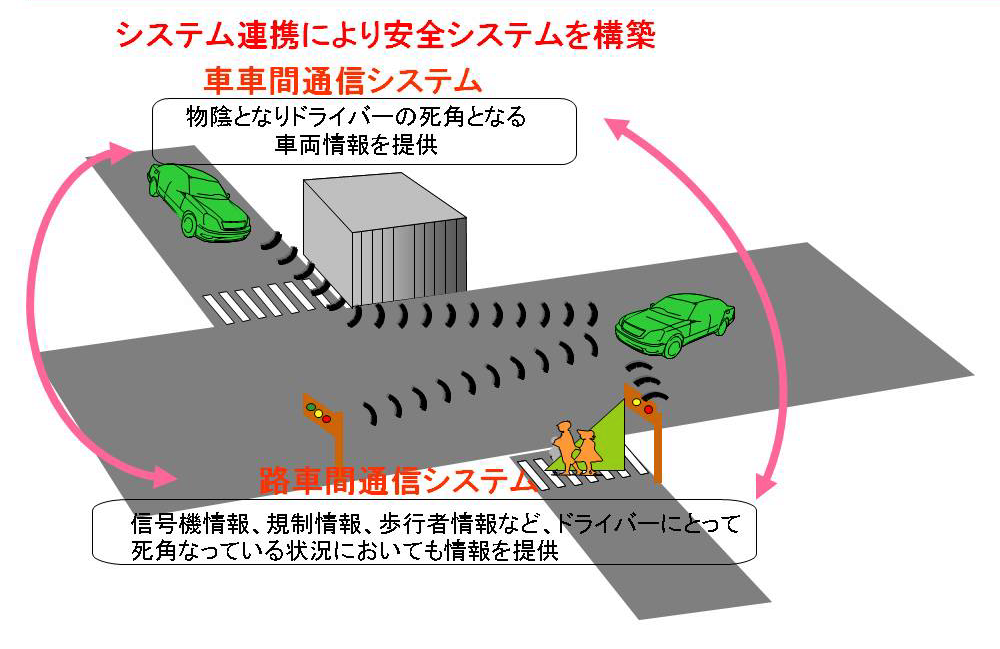 システム連携により安全システムを構築
車車間通信システム
物陰となりドライバーの死角となる
車両情報を提供
路車間通信システム
信号機情報、規制情報、歩行者情報など、ドライバーにとって
死角なっている状況においても情報を提供